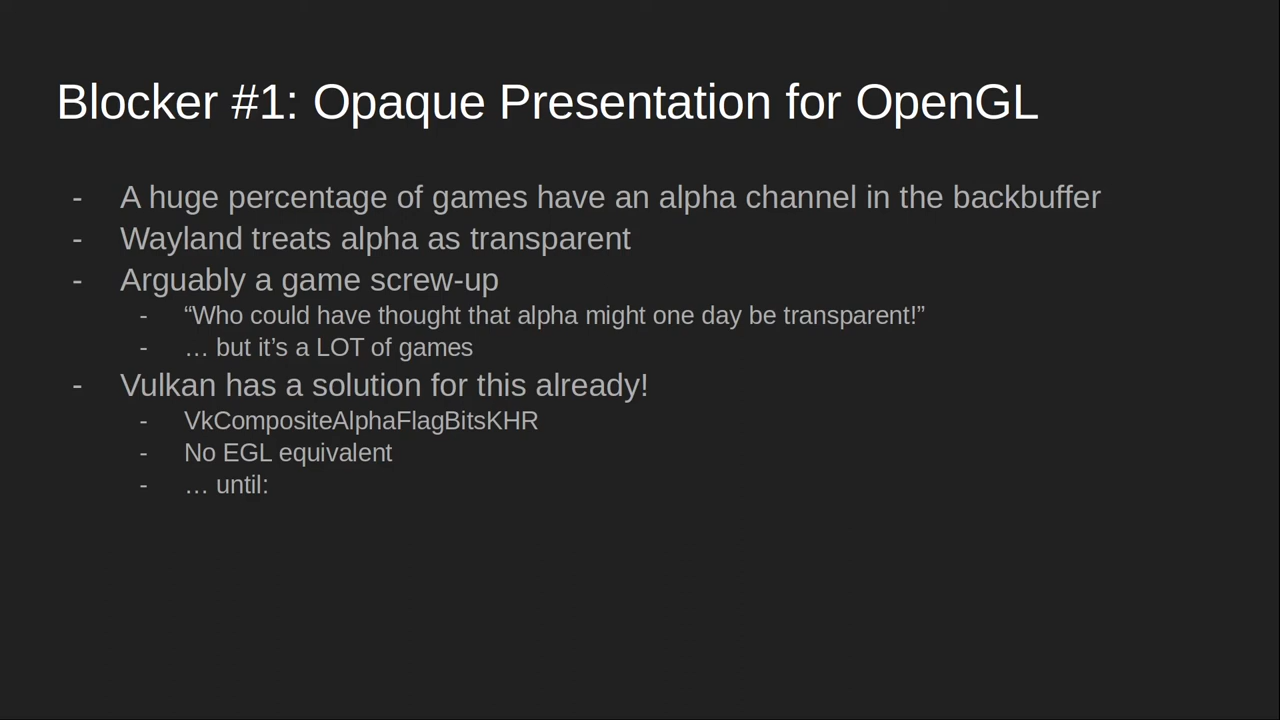 Blocker #1: Opaque Presentation for OpenGL
- A huge percentage of games have an alpha channel in the backbuffer
- Wayland treats alpha as transparent
- Arguably a game screw-up
- “Who could have thought that alpha might one day be transparent!”
- … but it’s a LOT of games
- Vulkan has a solution for this already!
- VkCompositeAlphaFlagBitsKHR
- No EGL equivalent
- … until: